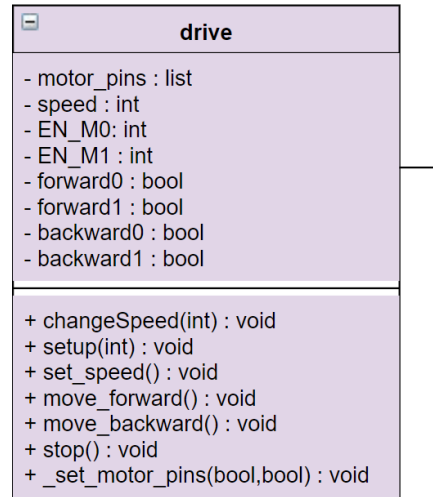 drive
- motor_pins : list
- speed : int
- EN_M0: int
- EN_M1 : int
- forward0 : bool
- forward1 : bool
- backward0 : bool
- backward1 : bool
+ changeSpeed(int) : void
+ setup(int) : void
+ set_speed() : void
+ move_forward() : void
+ move_backward() : void
+ stop() : void
+ _set_motor_pins(bool,bool) : void